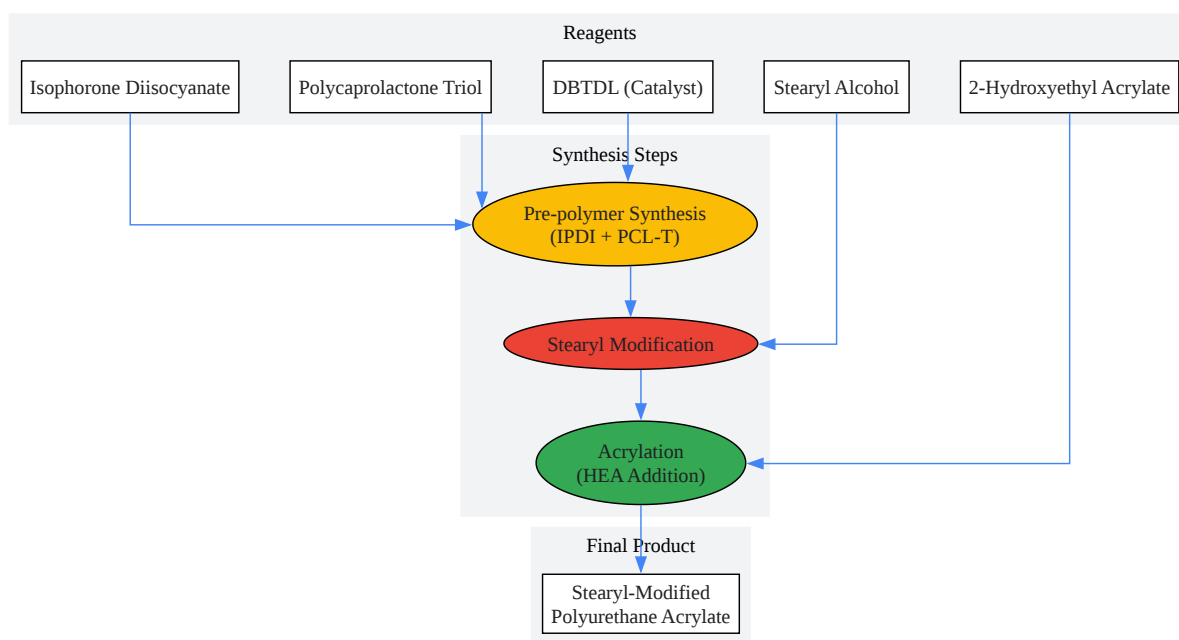 Reagents
Isophorone Diisocyanate
Polycaprolactone Triol
DBTDL (Catalyst)
Stearyl Alcohol
2-Hydroxyethyl Acrylate
Synthesis Steps
Pre-polymer Synthesis
(IPDI + PCL-T)
Stearyl Modification
Acrylation
(HEA Addition)
Final Product
Stearyl-Modified
Polyurethane Acrylate